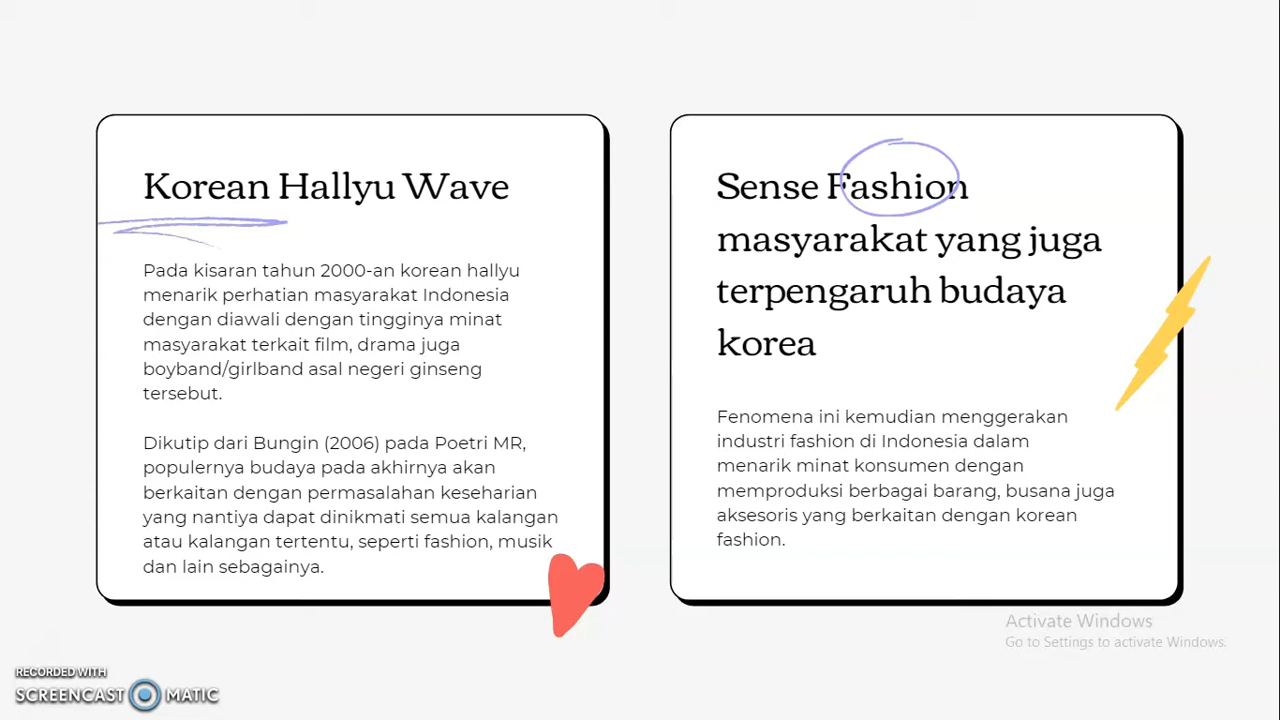 Korean Hallyu Wave
Pada kisaran tahun 2000-an korean hallyu
menarik perhatian masyarakat Indonesia
dengan diawali dengan tingginya minat
masyarakat terkait film, drama juga
boyband/girlband asal negeri ginseng
tersebut.
Dikutip dari Bungin (2006) pada Poetri MR,
populernya budaya pada akhirnya akan
berkaitan dengan permasalahan keseharian
yang nantiya dapat dinikmati semua kalangan
atau kalangan tertentu, seperti fashion, musik
dan lain sebagainya.
Sense Fashion
masyarakat yang juga
terpengaruh budaya
korea
Fenomena ini kemudian menggerakan
industri fashion di Indonesia dalam
menarik minat konsumen dengan
memproduksi berbagai barang, busana juga
aksesoris yang berkaitan dengan korean
fashion.
Activate Windows
Go to Settings to activate Windows.
RECORDED WITH
SCREENCAST MATIC